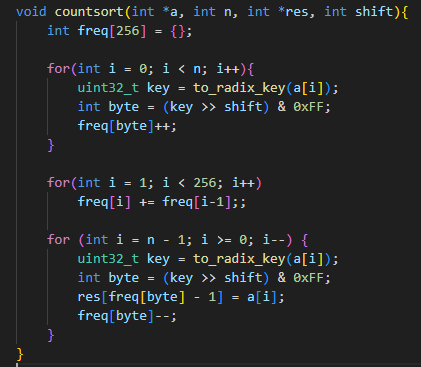 void countsort(int *a, int n, int *res, int shift){
    int freq[256] = {};

    for(int i = 0; i < n; i++){
        uint32_t key = to_radix_key(a[i]);
        int byte = (key >> shift) & 0xFF;
        freq[byte]++;
    }

    for(int i = 1; i < 256; i++)
        freq[i] += freq[i-1];;

    for (int i = n - 1; i >= 0; i--) {
        uint32_t key = to_radix_key(a[i]);
        int byte = (key >> shift) & 0xFF;
        res[freq[byte] - 1] = a[i];
        freq[byte]--;
    }
}